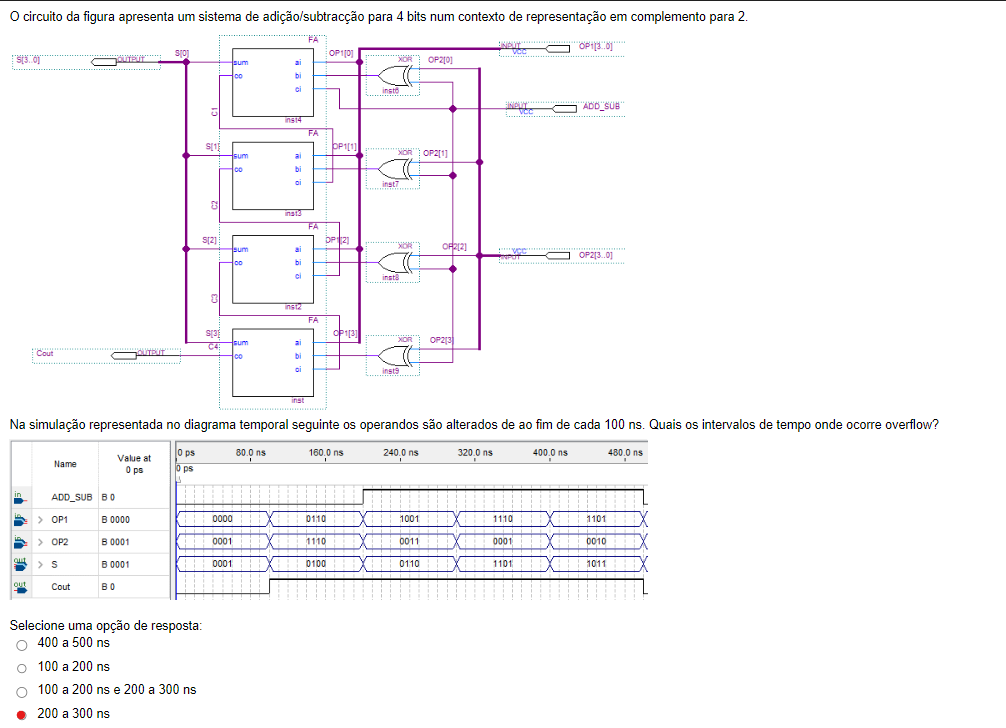 O circuito da figura apresenta um sistema de adição/subtracção para 4 bits num contexto de representação em complemento para 2.
FA
S[3..0] OUTPUT S[0] OP1[0] INPUT VCC OP1[3..0]
sum ai XOR OP2[0]
co bi
ci inst6
C1 INPUT VCC ADD_SUB
inst4
FA
S[1] OP1[1] XOR OP2[1]
sum ai
co bi
ci inst7
C2
inst3
FA
S[2] OP1[2] XOR OP2[2]
sum ai INPUT VCC OP2[3..0]
co bi
ci inst8
C3
inst2
FA
S[3] OP1[3] XOR OP2[3]
C4 sum ai
Cout OUTPUT co bi
ci inst9
inst
Na simulação representada no diagrama temporal seguinte os operandos são alterados de ao fim de cada 100 ns. Quais os intervalos de tempo onde ocorre overflow?
Name Value at 0 ps
0 ps 80.0 ns 160.0 ns 240.0 ns 320.0 ns 400.0 ns 480.0 ns
0 ps
in ADD_SUB B 0
in > OP1 B 0000 0000 0110 1001 1110 1101
in > OP2 B 0001 0001 1110 0011 0001 0010
out > S B 0001 0001 0100 0110 1101 1011
out Cout B 0
Selecione uma opção de resposta:
400 a 500 ns
100 a 200 ns
100 a 200 ns e 200 a 300 ns
200 a 300 ns